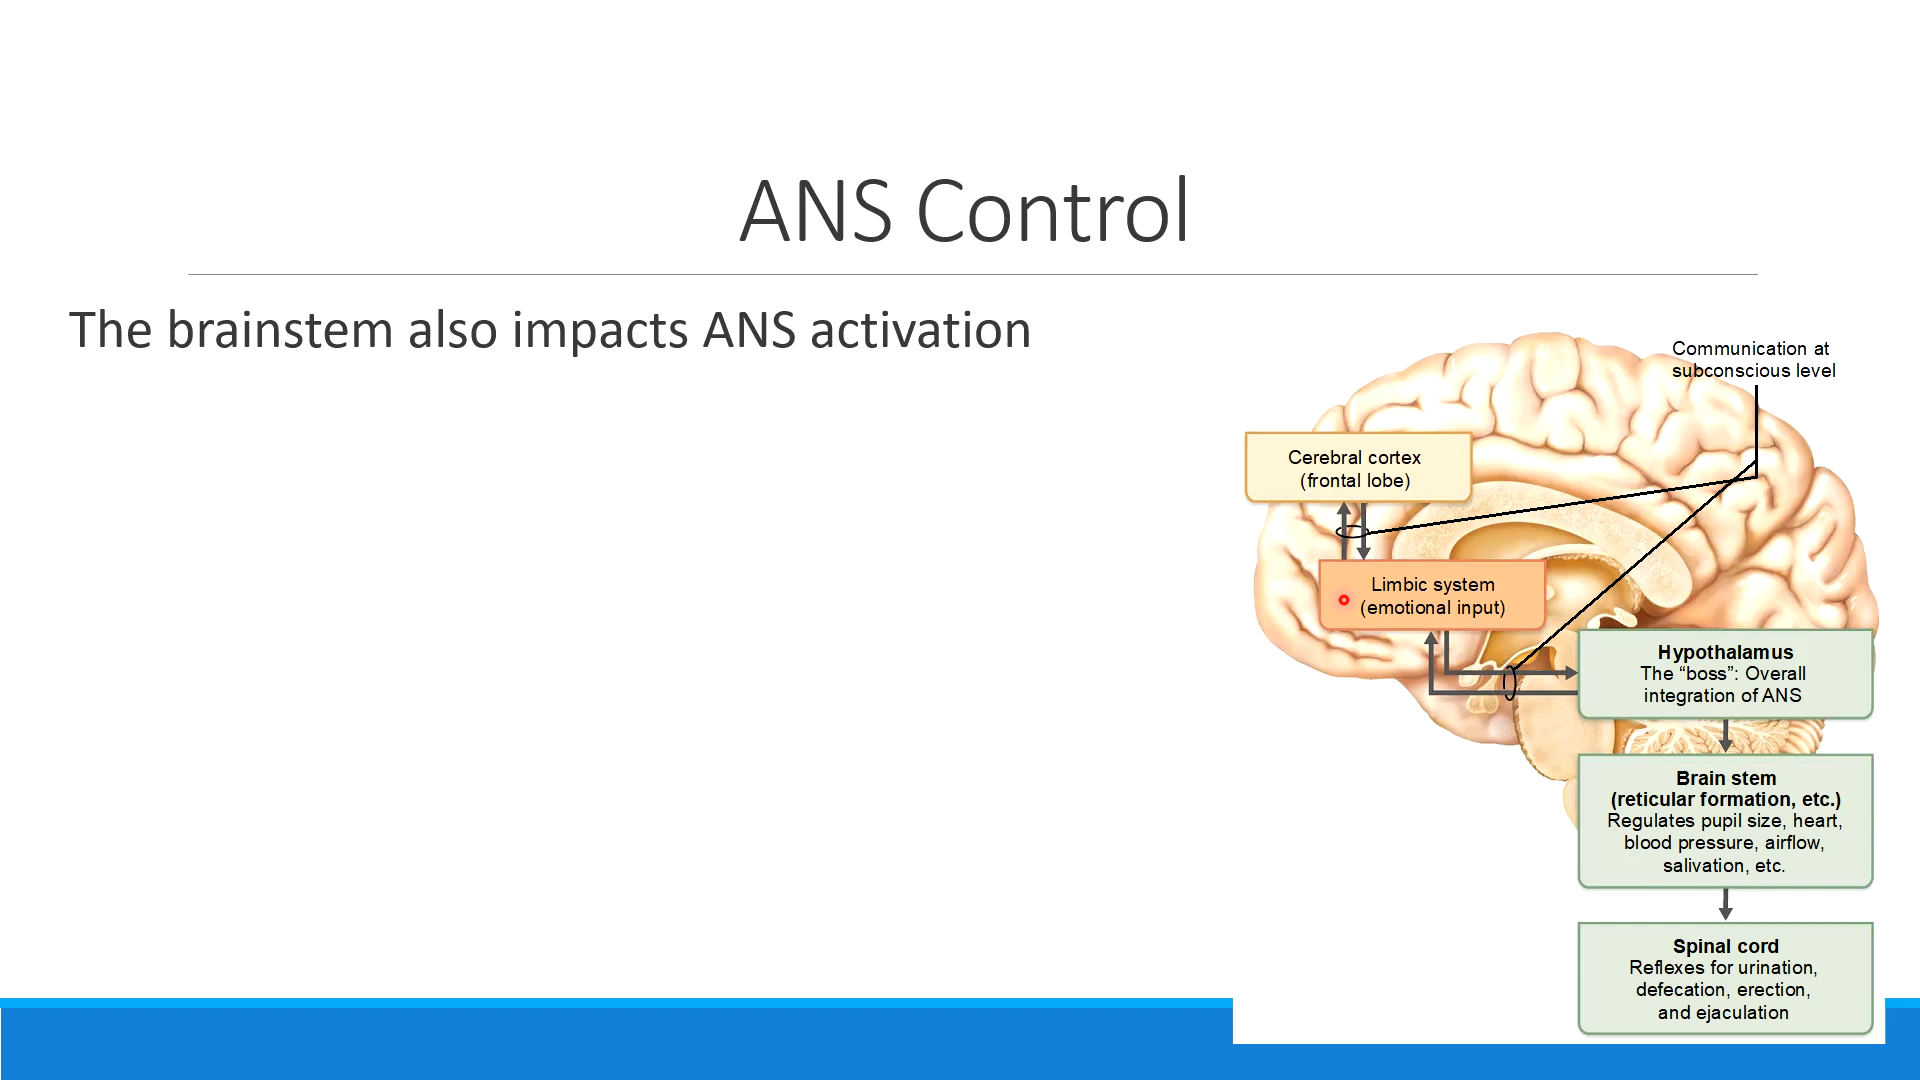 ANS Control
The brainstem also impacts ANS activation
Communication at
subconscious level
Cerebral cortex
(frontal lobe)
Limbic system
(emotional input)
Hypothalamus
The “boss”: Overall
integration of ANS
Brain stem
(reticular formation, etc.)
Regulates pupil size, heart,
blood pressure, airflow,
salivation, etc.
Spinal cord
Reflexes for urination,
defecation, erection,
and ejaculation